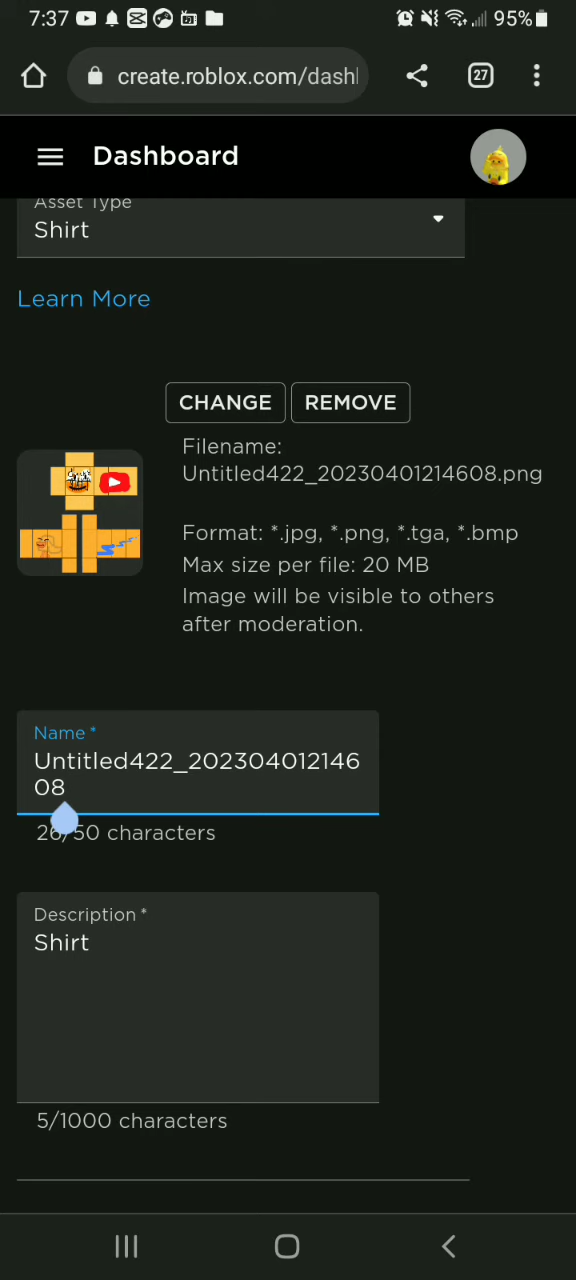 7:37
95%
create.roblox.com/dashl
27
Dashboard
Asset Type
Shirt
Learn More
CHANGE
REMOVE
Filename:
Untitled422_20230401214608.png
Format: *.jpg, *.png, *.tga, *.bmp
Max size per file: 20 MB
Image will be visible to others
after moderation.
Name *
Untitled422_202304012146
08
26/50 characters
Description *
Shirt
5/1000 characters